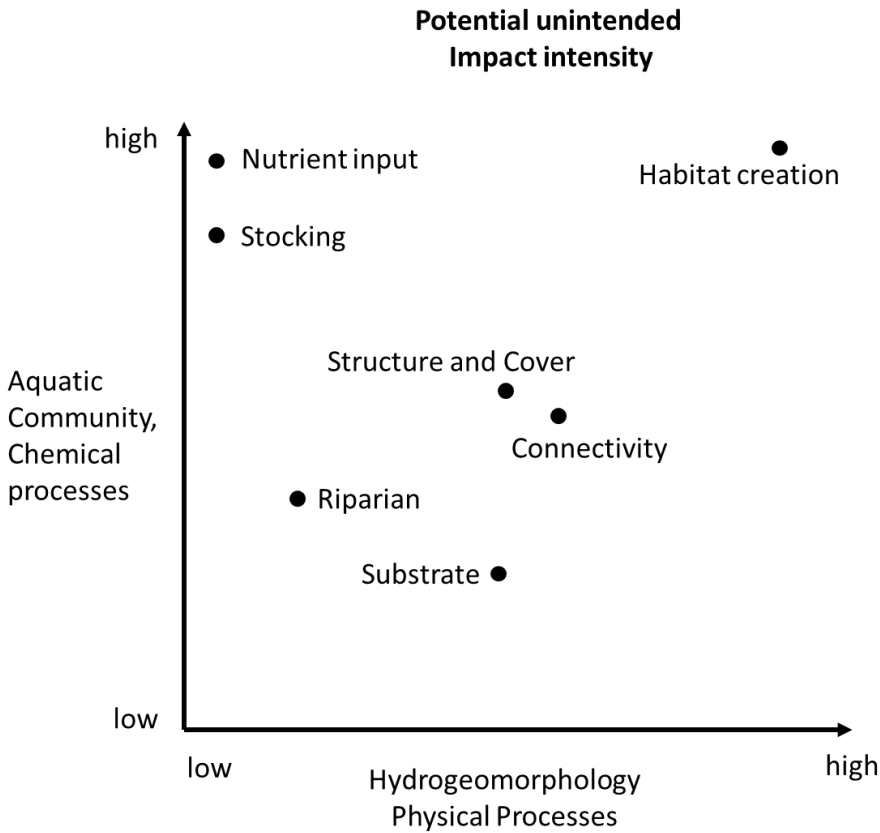 Potential unintended
Impact intensity
high
Nutrient input
Habitat creation
Stocking
Structure and Cover
Aquatic
Community,
Chemical
processes
Connectivity
Riparian
Substrate
low
low
high
Hydrogeomorphology
Physical Processes